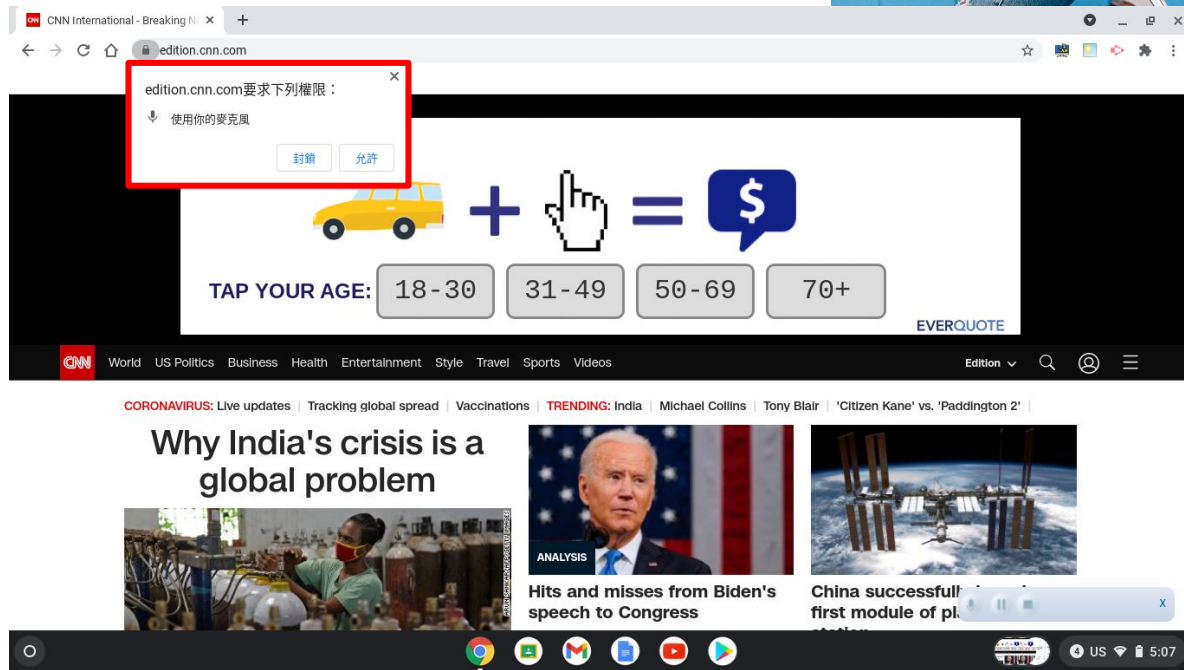 CNN International - Breaking N
edition.cnn.com
edition.cnn.com要求下列權限：
使用你的麥克風
封鎖 允許
TAP YOUR AGE: 18-30 31-49 50-69 70+
EVERQUOTE
CNN World US Politics Business Health Entertainment Style Travel Sports Videos Edition
CORONAVIRUS: Live updates | Tracking global spread | Vaccinations | TRENDING: India | Michael Collins | Tony Blair | 'Citizen Kane' vs. 'Paddington 2' |
Why India's crisis is a
global problem
ANALYSIS
Hits and misses from Biden's
speech to Congress
China successfully
first module of
X
4 US 5:07